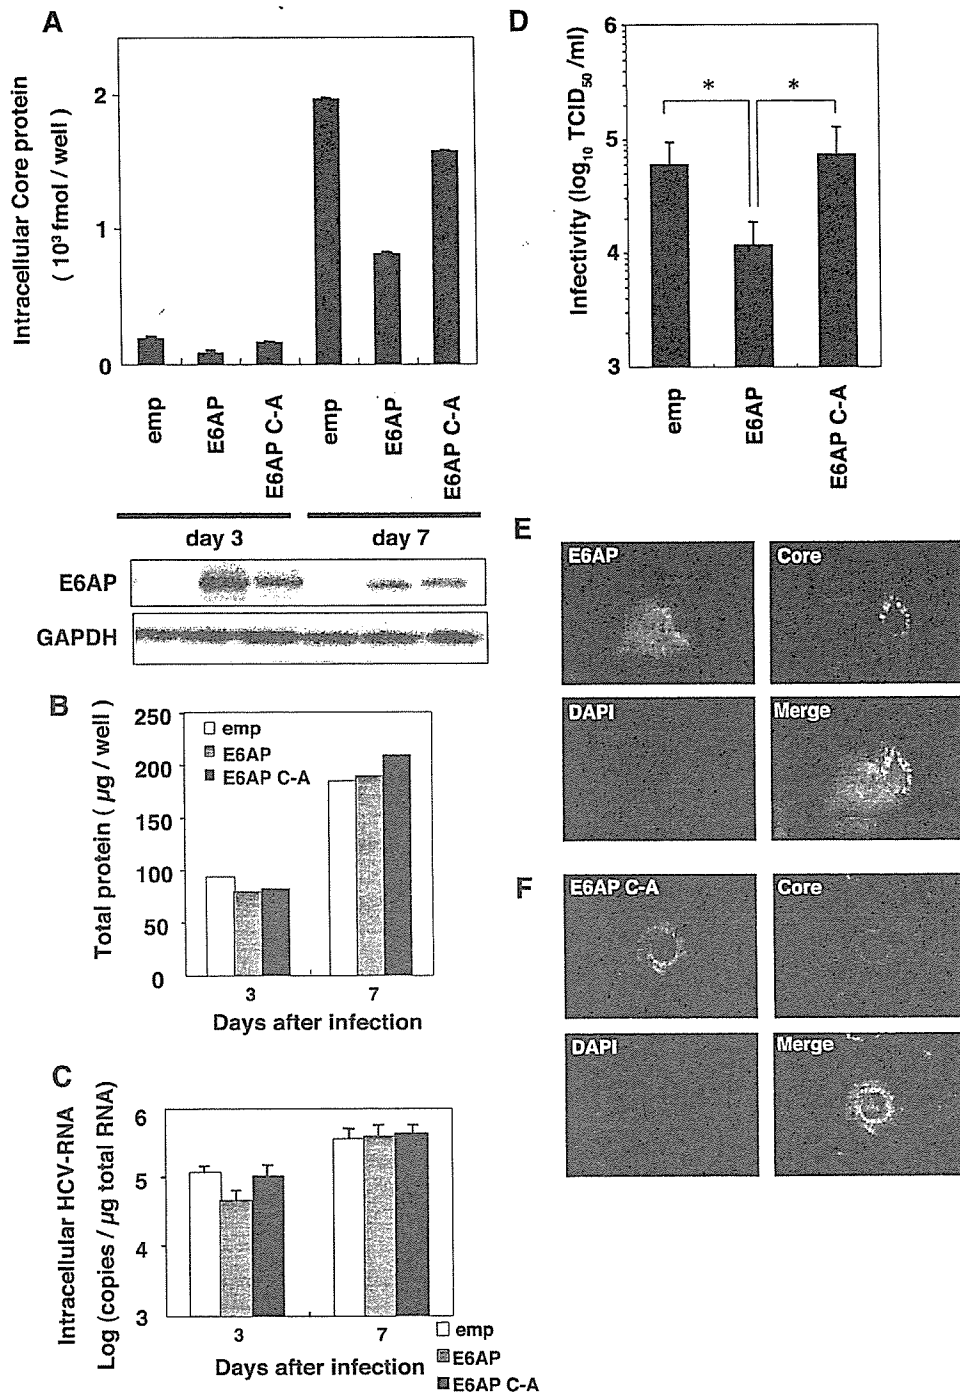 A
Intracellular Core protein
( 10³ fmol / well )
2
1
0
emp
E6AP
E6AP C-A
emp
E6AP
E6AP C-A
day 3
day 7
E6AP
GAPDH
B
Total protein ( µg / well )
250
200
150
100
50
0
emp
E6AP
E6AP C-A
3
7
Days after infection
C
Intracellular HCV-RNA
Log (copies / µg total RNA)
6
5
4
3
3
7
Days after infection
emp
E6AP
E6AP C-A
D
Infectivity (log₁₀ TCID₅₀ /ml)
6
5
4
3
*
*
emp
E6AP
E6AP C-A
E
E6AP
Core
DAPI
Merge
F
E6AP C-A
Core
DAPI
Merge